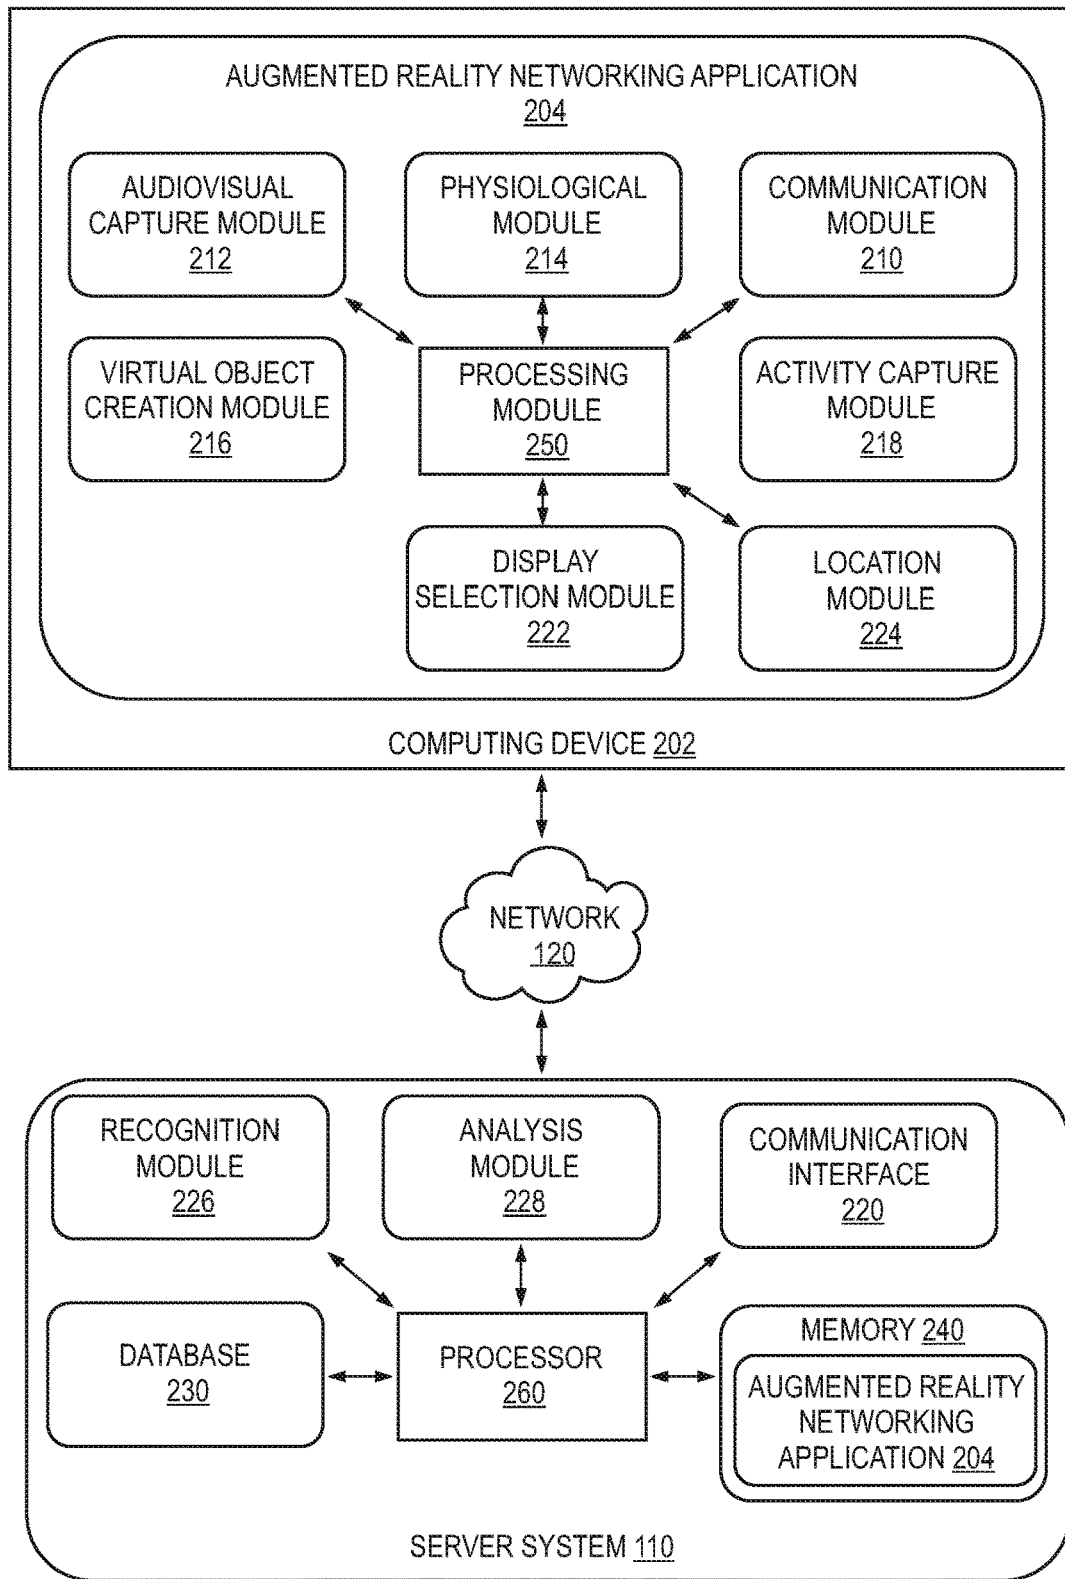 AUGMENTED REALITY NETWORKING APPLICATION
204
AUDIOVISUAL
CAPTURE MODULE
212
PHYSIOLOGICAL
MODULE
214
COMMUNICATION
MODULE
210
VIRTUAL OBJECT
CREATION MODULE
216
PROCESSING
MODULE
250
ACTIVITY CAPTURE
MODULE
218
DISPLAY
SELECTION MODULE
222
LOCATION
MODULE
224
COMPUTING DEVICE 202
NETWORK
120
RECOGNITION
MODULE
226
ANALYSIS
MODULE
228
COMMUNICATION
INTERFACE
220
DATABASE
230
PROCESSOR
260
MEMORY 240
AUGMENTED REALITY
NETWORKING
APPLICATION 204
SERVER SYSTEM 110